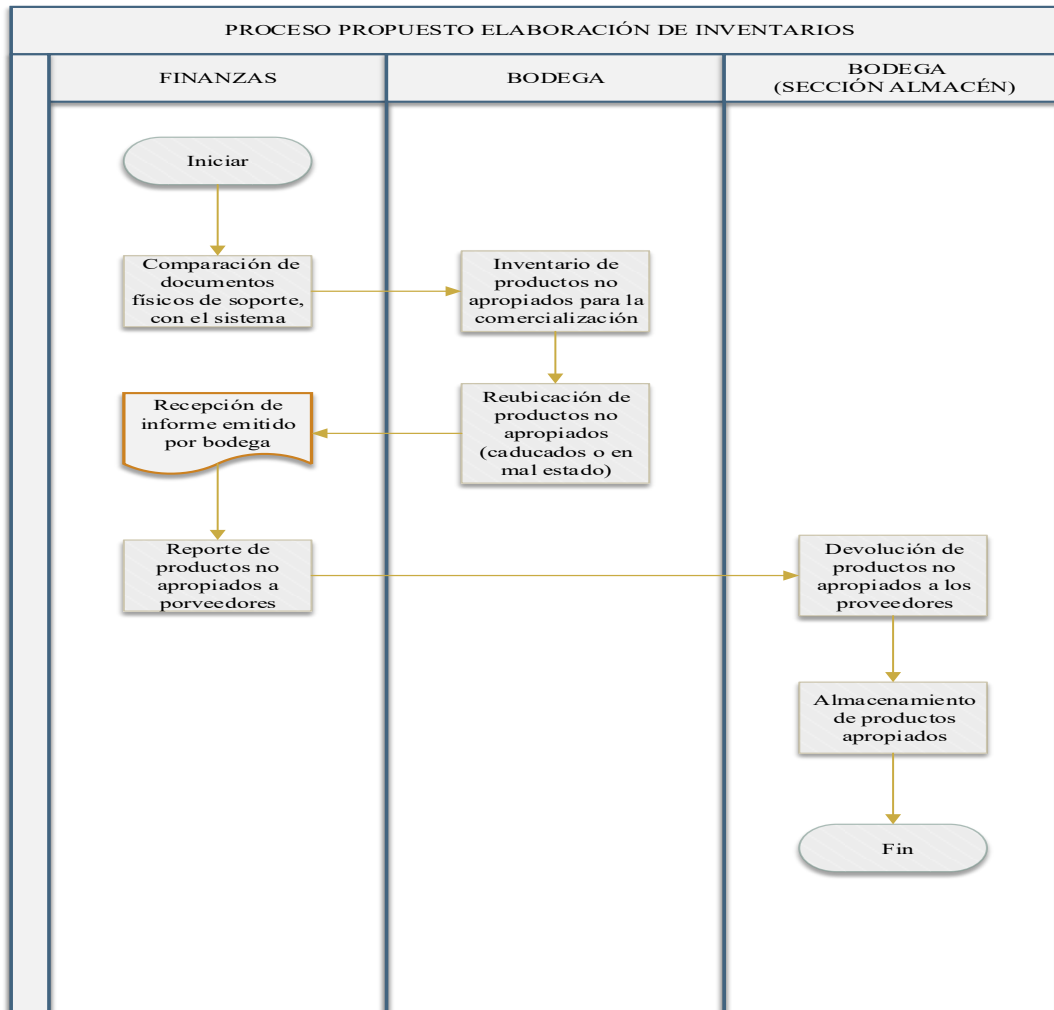 PROCESO PROPUESTO ELABORACIÓN DE INVENTARIOS
FINANZAS
BODEGA
BODEGA
(SECCIÓN ALMACÉN)
Iniciar
Comparación de
documentos
físicos de soporte,
con el sistema
Inventario de
productos no
apropiados para la
comercialización
Recepción de
informe emitido
por bodega
Reubicación de
productos no
apropiados
(caducados o en
mal estado)
Reporte de
productos no
apropiados a
porveedores
Devolución de
productos no
apropiados a los
proveedores
Almacenamiento
de productos
apropiados
Fin